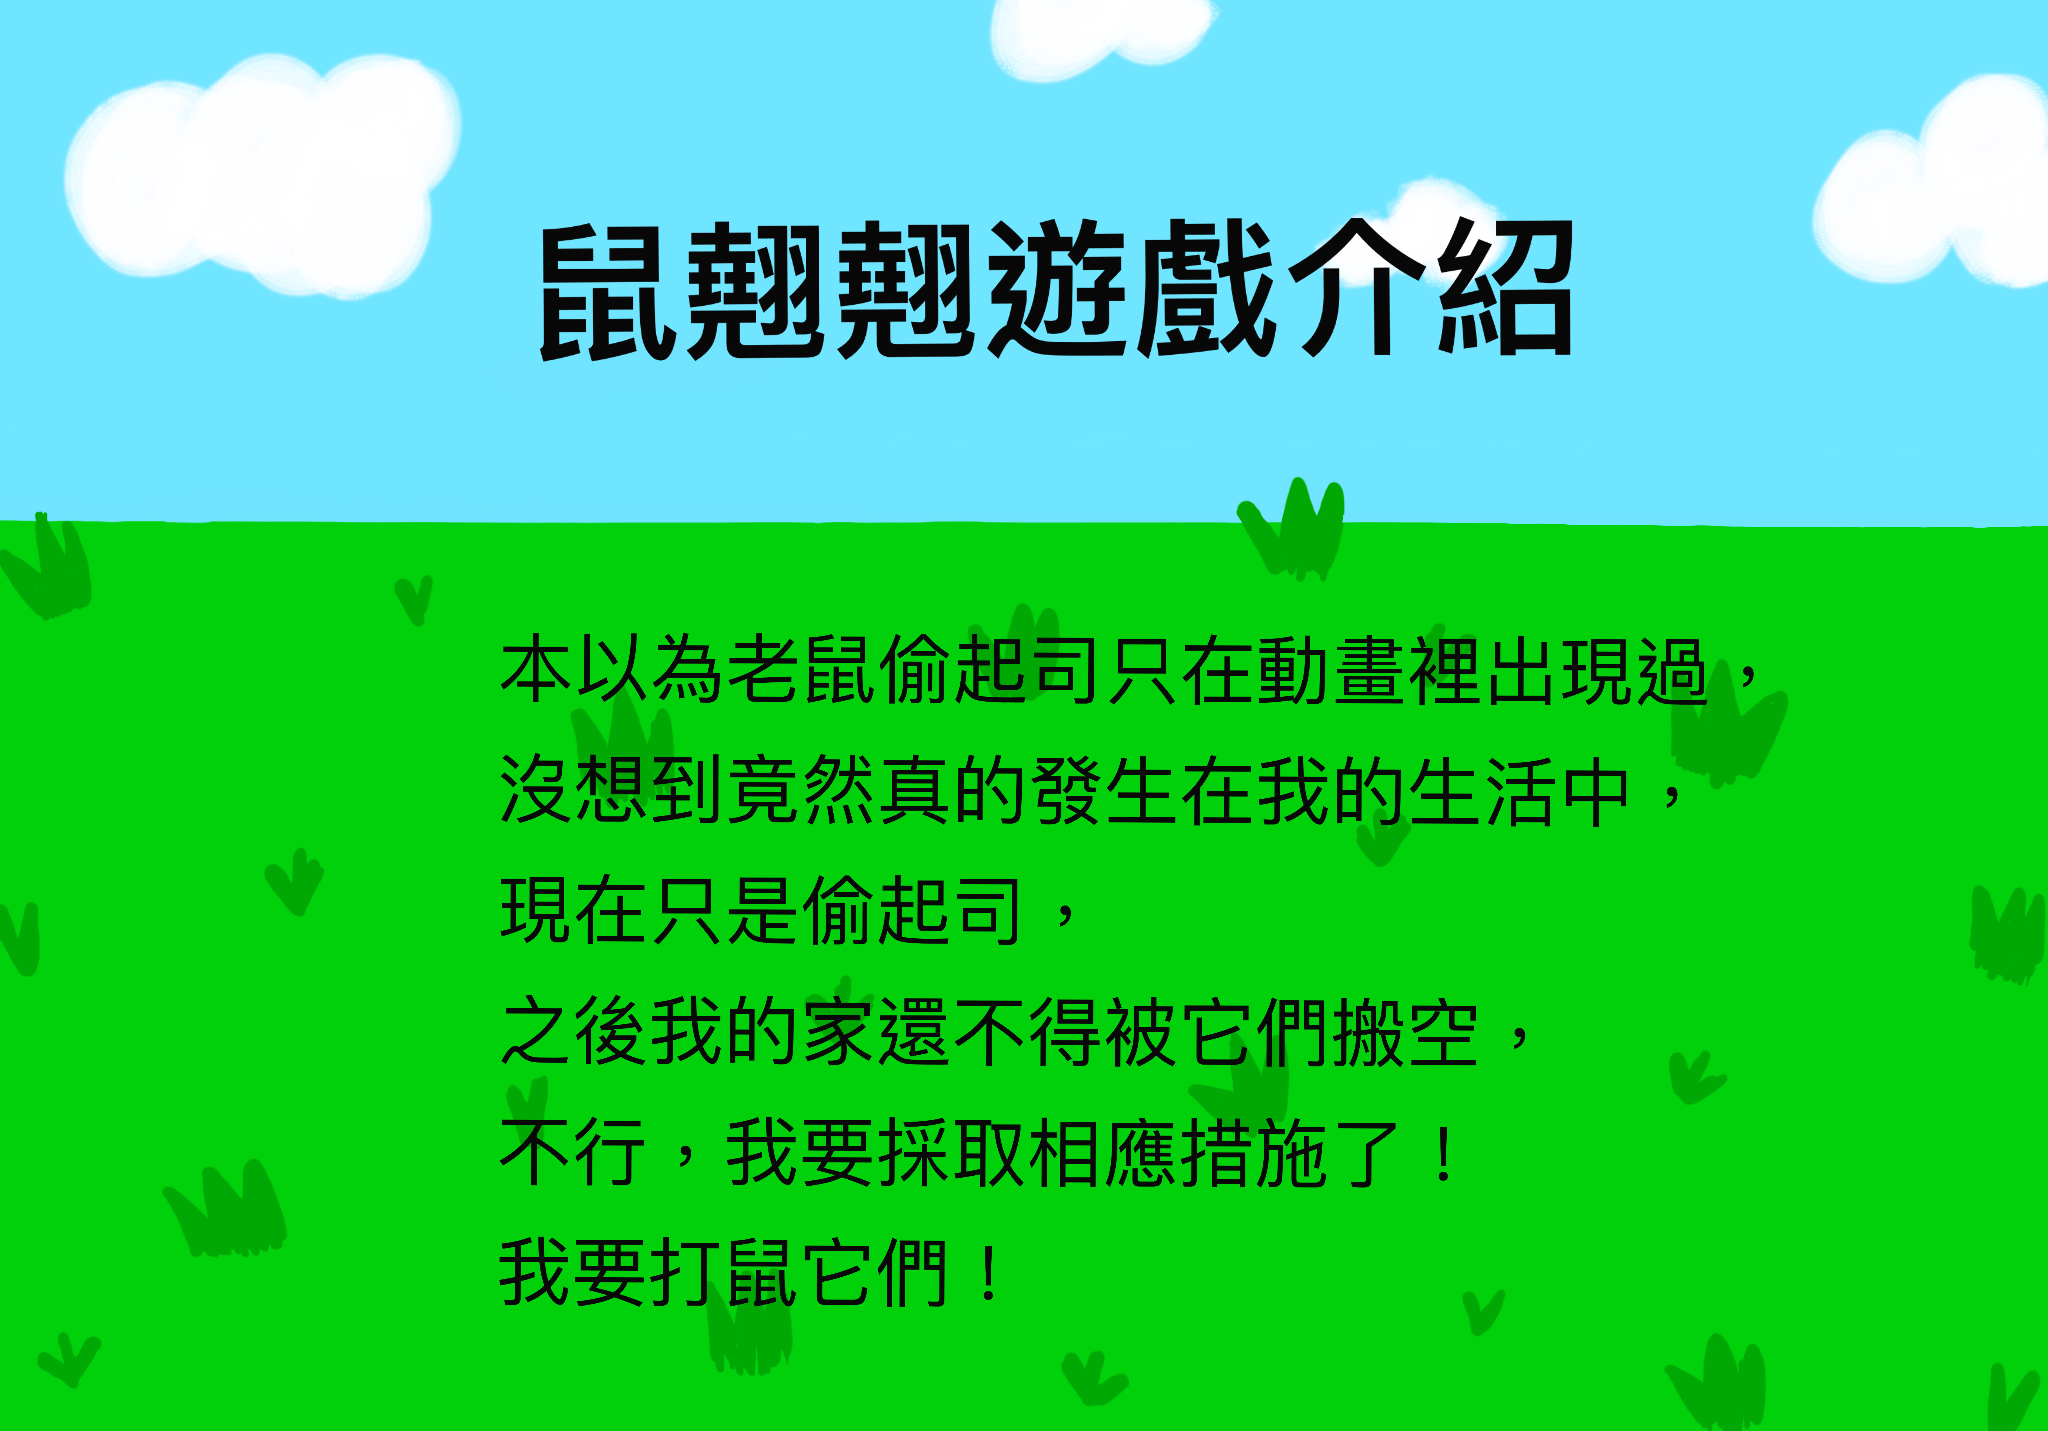 鼠翹翹遊戲介紹
本以為老鼠偷起司只在動畫裡出現過，
沒想到竟然真的發生在我的生活中，
現在只是偷起司，
之後我的家還不得被它們搬空，
不行，我要採取相應措施了！
我要打鼠它們！